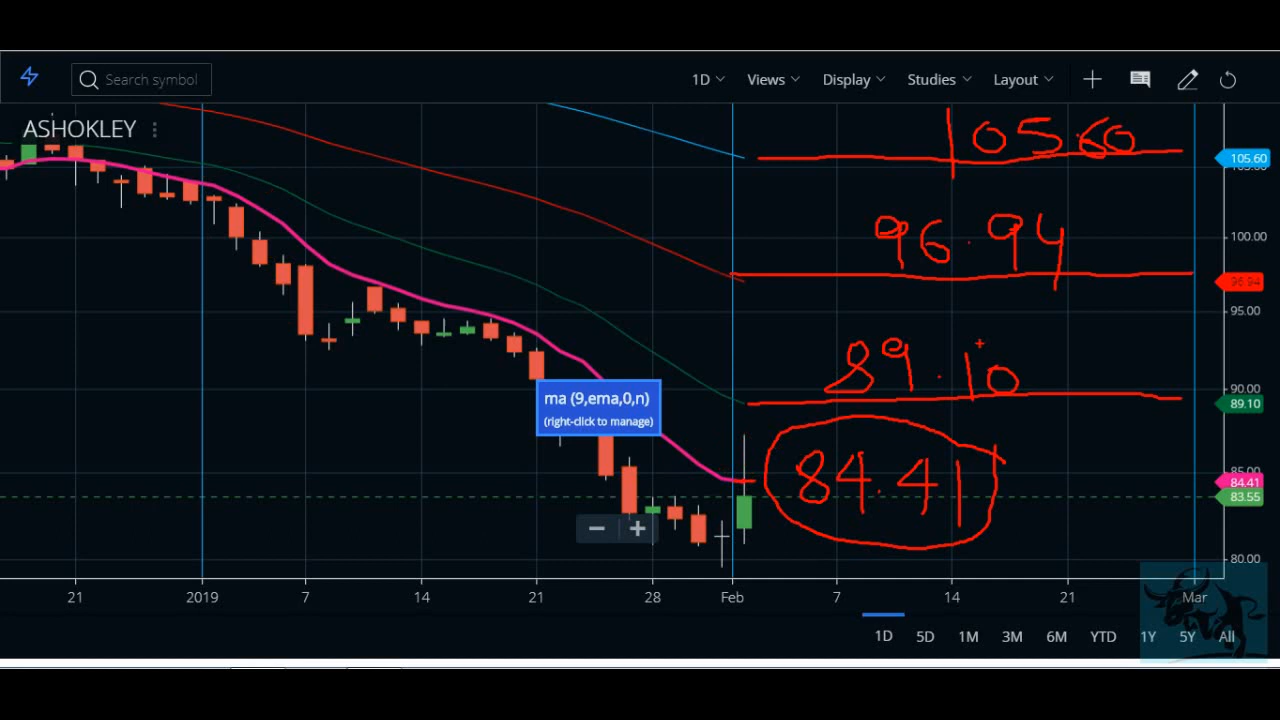 Search symbol 1D Views Display Studies Layout
ASHOKLEY
105.60
105.60
100.00
96.94
96.94
95.00
89.10
90.00
89.10
ma (9,ema,0,n)
(right-click to manage)
84.41
85.00
84.41
83.55
80.00
21 2019 7 14 21 28 Feb 7 14 21 Mar
1D 5D 1M 3M 6M YTD 1Y 5Y All